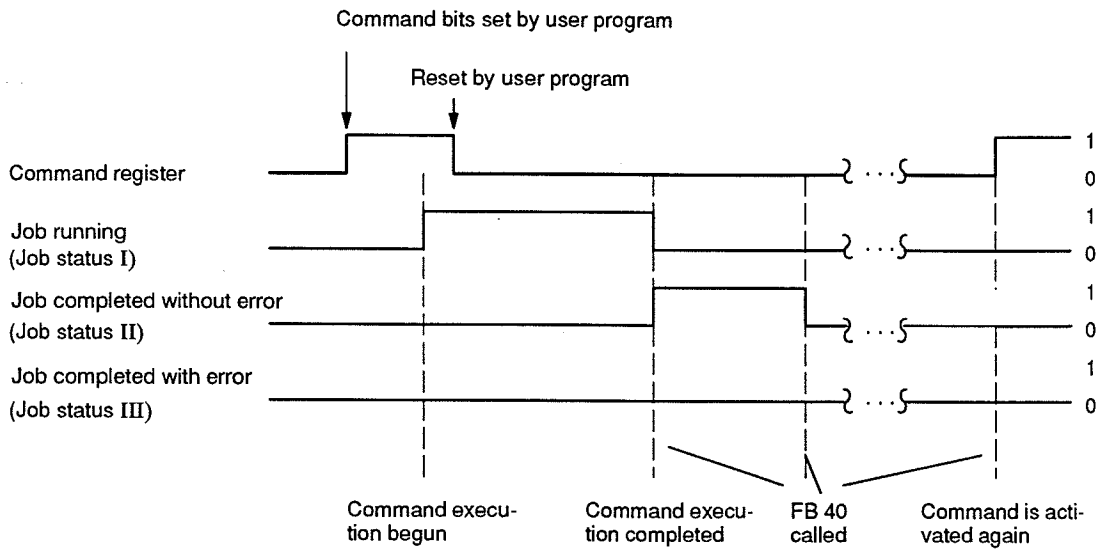 Command bits set by user program
Reset by user program
Command register
1
0
Job running
(Job status I)
1
0
Job completed without error
(Job status II)
1
0
Job completed with error
(Job status III)
1
0
. . .
. . .
. . .
. . .
Command execu-
tion begun
Command execu-
tion completed
FB 40
called
Command is acti-
vated again